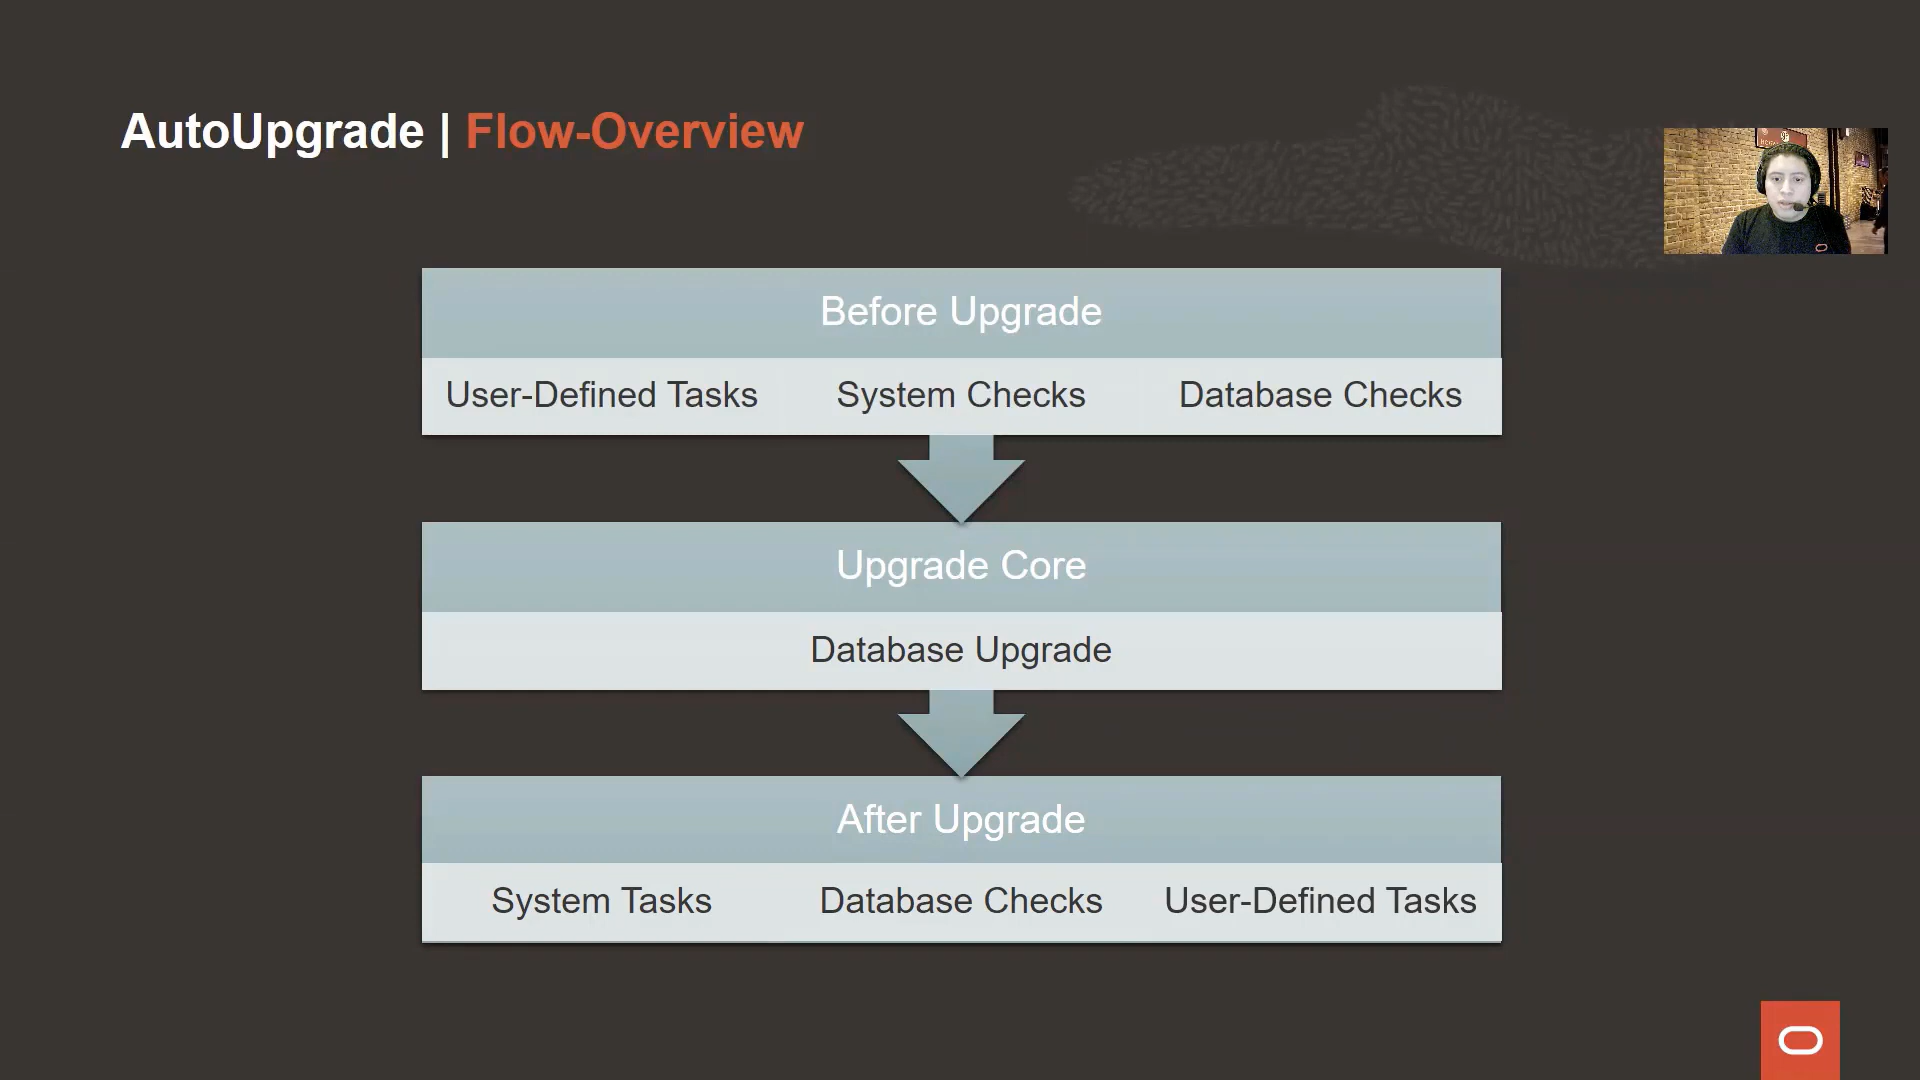 AutoUpgrade | Flow-Overview
Before Upgrade
User-Defined Tasks System Checks Database Checks
Upgrade Core
Database Upgrade
After Upgrade
System Tasks Database Checks User-Defined Tasks